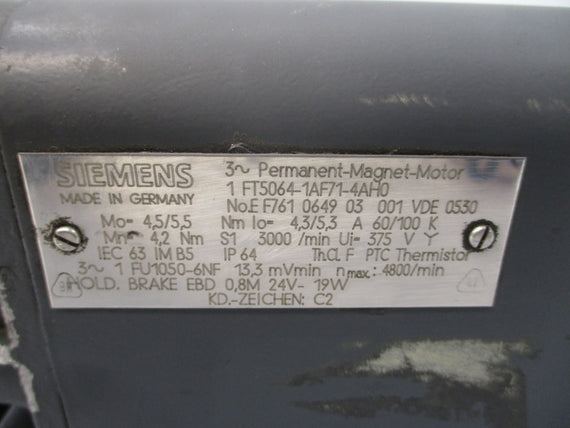 SIEMENS
MADE IN GERMANY
3~ Permanent-Magnet-Motor
1 FT5064-1AF71-4AH0
No.E F761 0649 03 001 VDE 0530
Mo= 4,5/5,5 Nm Io= 4,3/5,3 A 60/100 K
Mn= 4,2 Nm S1 3000 /min Ui= 375 V Y
IEC 63 IM B5 IP 64 Th.Cl. F PTC Thermistor
3~ 1 FU1050-6NF 13,3 mV/min nmax.: 4800/min
HOLD. BRAKE EBD 0,8M 24V- 19W
KD.-ZEICHEN: C2